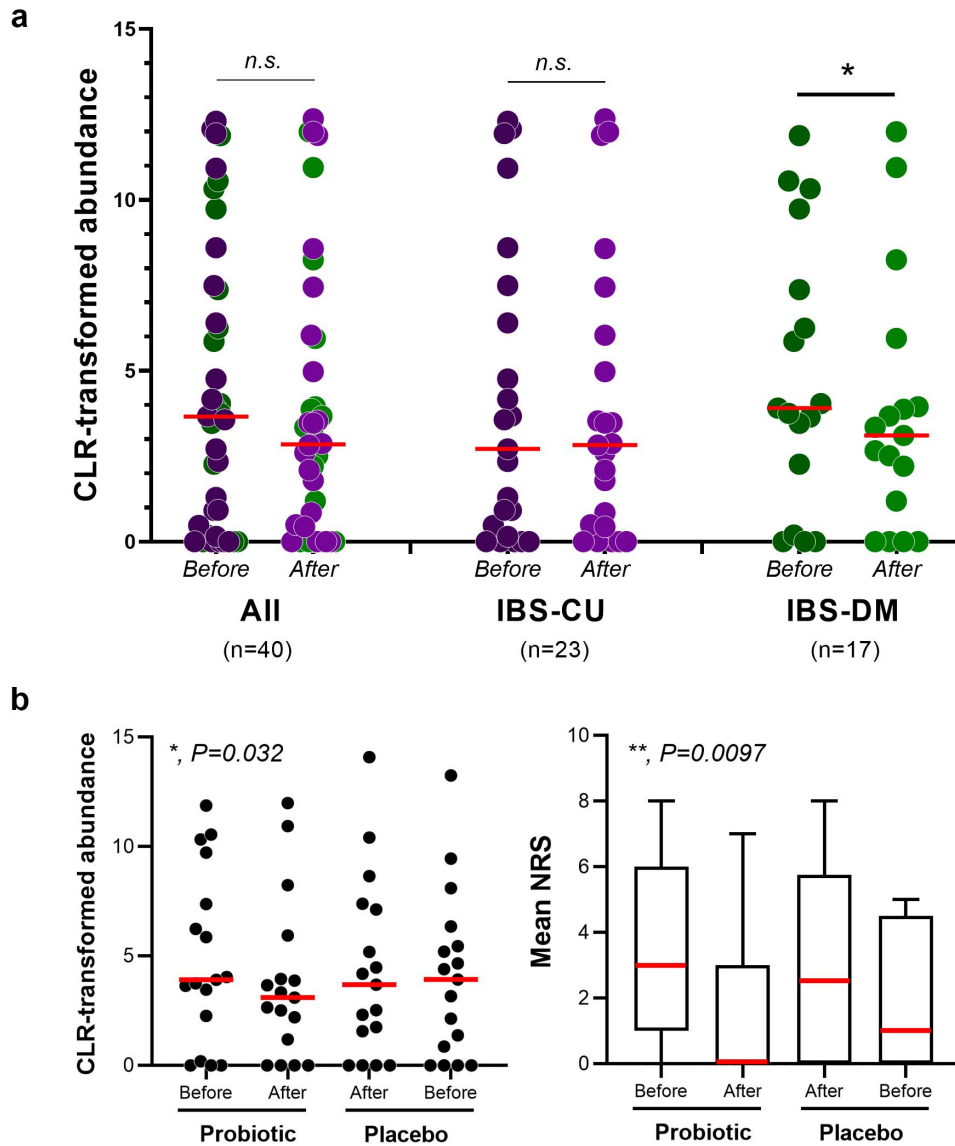 a
CLR-transformed abundance
15
10
5
0
n.s.
n.s.
*
Before
After
Before
After
Before
After
All
IBS-CU
IBS-DM
(n=40)
(n=23)
(n=17)
b
CLR-transformed abundance
15
10
5
0
*, P=0.032
Before
After
After
Before
Probiotic
Placebo
Mean NRS
10
8
6
4
2
0
**, P=0.0097
Before
After
After
Before
Probiotic
Placebo